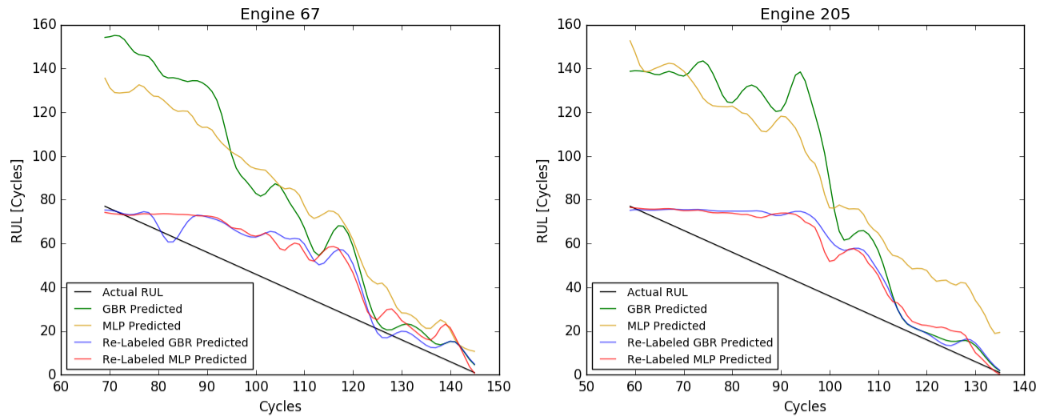 Engine 67
RUL [Cycles]
160
140
120
100
80
60
40
20
0
Actual RUL
GBR Predicted
MLP Predicted
Re-Labeled GBR Predicted
Re-Labeled MLP Predicted
60 70 80 90 100 110 120 130 140 150
Cycles
Engine 205
RUL [Cycles]
160
140
120
100
80
60
40
20
0
Actual RUL
GBR Predicted
MLP Predicted
Re-Labeled GBR Predicted
Re-Labeled MLP Predicted
50 60 70 80 90 100 110 120 130 140
Cycles